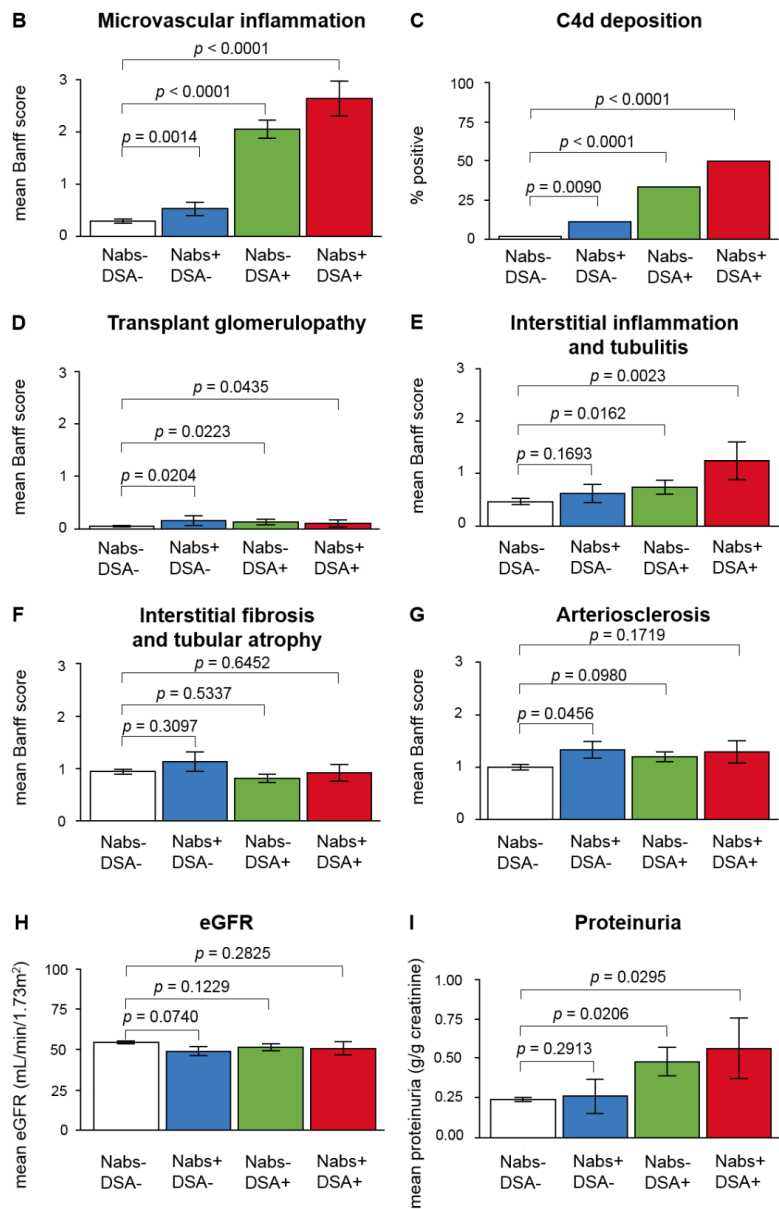 B Microvascular inflammation
p < 0.0001
p < 0.0001
p = 0.0014
mean Banff score
3
2
1
0
Nabs- Nabs+ Nabs- Nabs+
DSA- DSA- DSA+ DSA+
C C4d deposition
p < 0.0001
p < 0.0001
p = 0.0090
% positive
100
75
50
25
0
Nabs- Nabs+ Nabs- Nabs+
DSA- DSA- DSA+ DSA+
D Transplant glomerulopathy
p = 0.0435
p = 0.0223
p = 0.0204
mean Banff score
3
2
1
0
Nabs- Nabs+ Nabs- Nabs+
DSA- DSA- DSA+ DSA+
E Interstitial inflammation
and tubulitis
p = 0.0023
p = 0.0162
p = 0.1693
mean Banff score
3
2
1
0
Nabs- Nabs+ Nabs- Nabs+
DSA- DSA- DSA+ DSA+
F Interstitial fibrosis
and tubular atrophy
p = 0.6452
p = 0.5337
p = 0.3097
mean Banff score
3
2
1
0
Nabs- Nabs+ Nabs- Nabs+
DSA- DSA- DSA+ DSA+
G Arteriosclerosis
p = 0.1719
p = 0.0980
p = 0.0456
mean Banff score
3
2
1
0
Nabs- Nabs+ Nabs- Nabs+
DSA- DSA- DSA+ DSA+
H eGFR
p = 0.2825
p = 0.1229
p = 0.0740
mean eGFR (mL/min/1.73m²)
100
75
50
25
0
Nabs- Nabs+ Nabs- Nabs+
DSA- DSA- DSA+ DSA+
I Proteinuria
p = 0.0295
p = 0.0206
p = 0.2913
mean proteinuria (g/g creatinine)
1.00
0.75
0.50
0.25
0.00
Nabs- Nabs+ Nabs- Nabs+
DSA- DSA- DSA+ DSA+